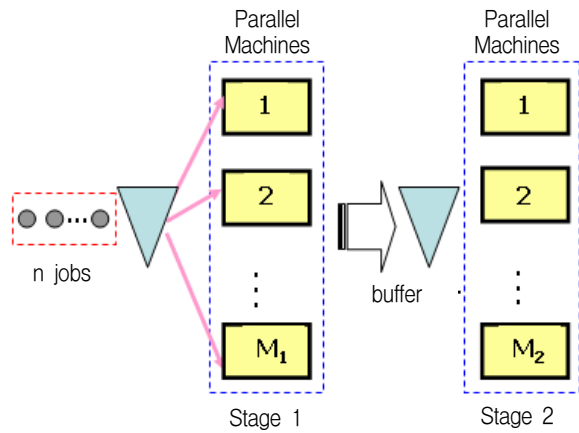 Parallel
Machines
1
2
⋮
M₁
Stage 1
n jobs
buffer
Parallel
Machines
1
2
⋮
M₂
Stage 2